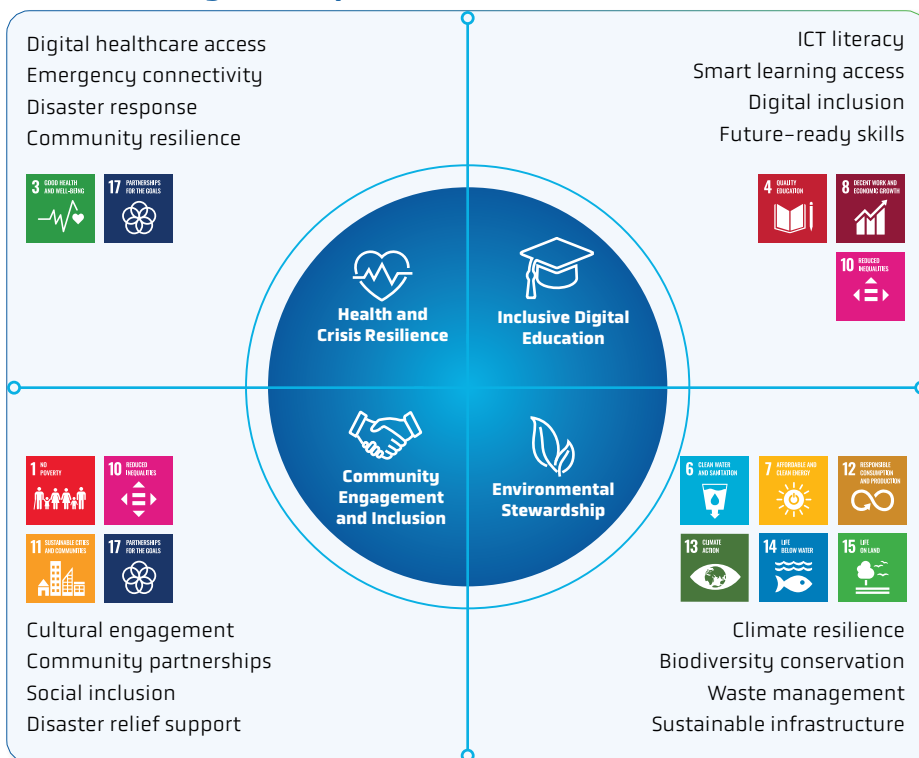 Digital healthcare access
Emergency connectivity
Disaster response
Community resilience
3 GOOD HEALTH
AND WELL-BEING
17 PARTNERSHIPS
FOR THE GOALS
ICT literacy
Smart learning access
Digital inclusion
Future-ready skills
4 QUALITY
EDUCATION
8 DECENT WORK AND
ECONOMIC GROWTH
10 REDUCED
INEQUALITIES
Health and
Crisis Resilience
Inclusive Digital
Education
Community
Engagement
and Inclusion
Environmental
Stewardship
1 NO
POVERTY
10 REDUCED
INEQUALITIES
11 SUSTAINABLE CITIES
AND COMMUNITIES
17 PARTNERSHIPS
FOR THE GOALS
Cultural engagement
Community partnerships
Social inclusion
Disaster relief support
6 CLEAN WATER
AND SANITATION
7 AFFORDABLE AND
CLEAN ENERGY
12 RESPONSIBLE
CONSUMPTION
AND PRODUCTION
13 CLIMATE
ACTION
14 LIFE
BELOW WATER
15 LIFE
ON LAND
Climate resilience
Biodiversity conservation
Waste management
Sustainable infrastructure